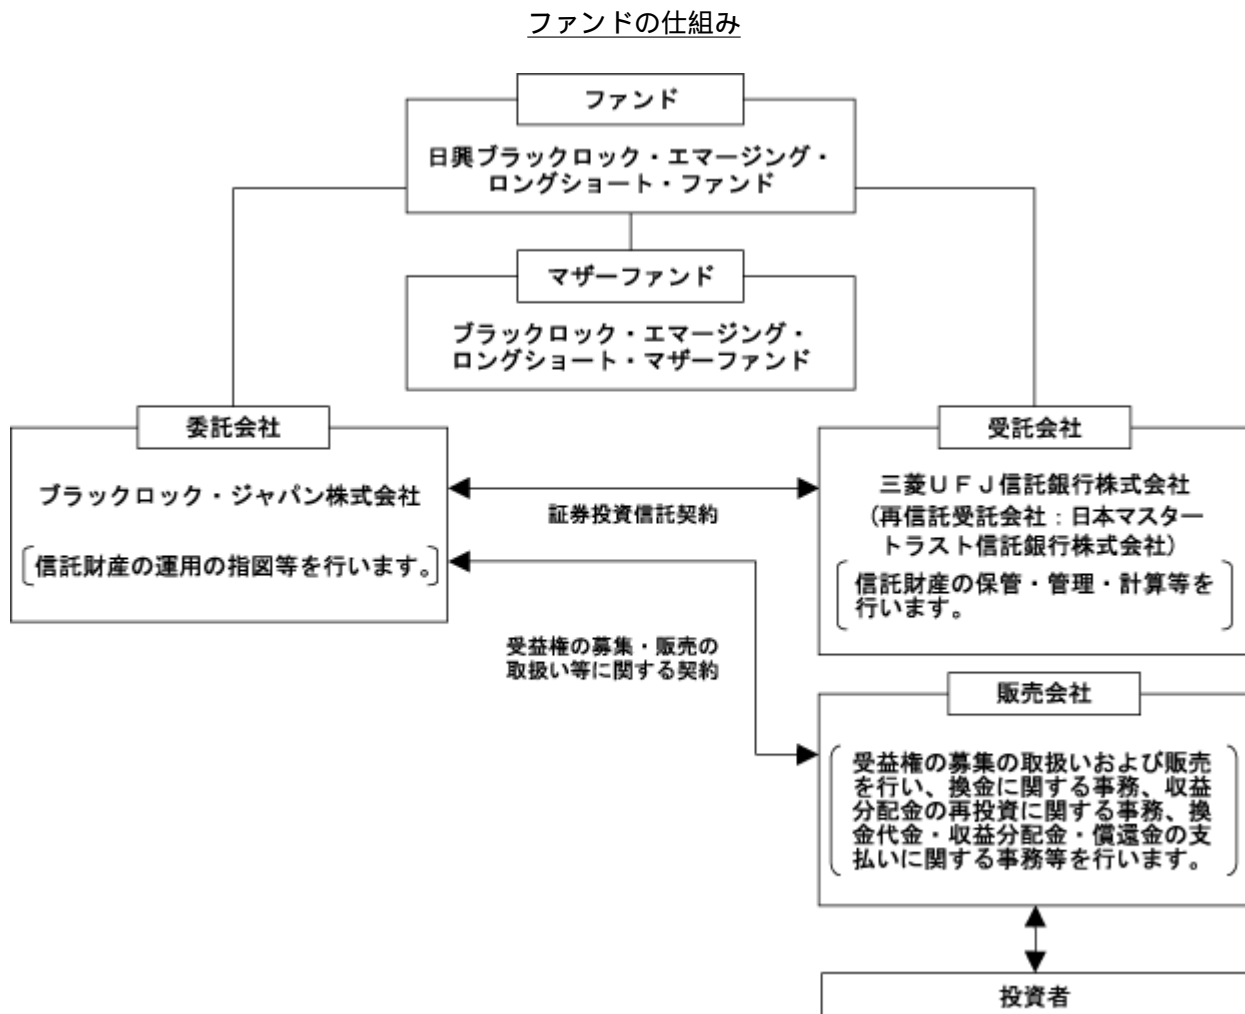 ファンドの仕組み
ファンド
日興ブラックロック・エマージング・
ロングショート・ファンド
マザーファンド
ブラックロック・エマージング・
ロングショート・マザーファンド
委託会社
ブラックロック・ジャパン株式会社
信託財産の運用の指図等を行います。
証券投資信託契約
受益権の募集・販売の
取扱い等に関する契約
受託会社
三菱UFJ信託銀行株式会社
(再信託受託会社:日本マスター
トラスト信託銀行株式会社)
信託財産の保管・管理・計算等を
行います。
販売会社
受益権の募集の取扱いおよび販売
を行い、換金に関する事務、収益
分配金の再投資に関する事務、換
金代金・収益分配金・償還金の支
払いに関する事務等を行います。
投資者